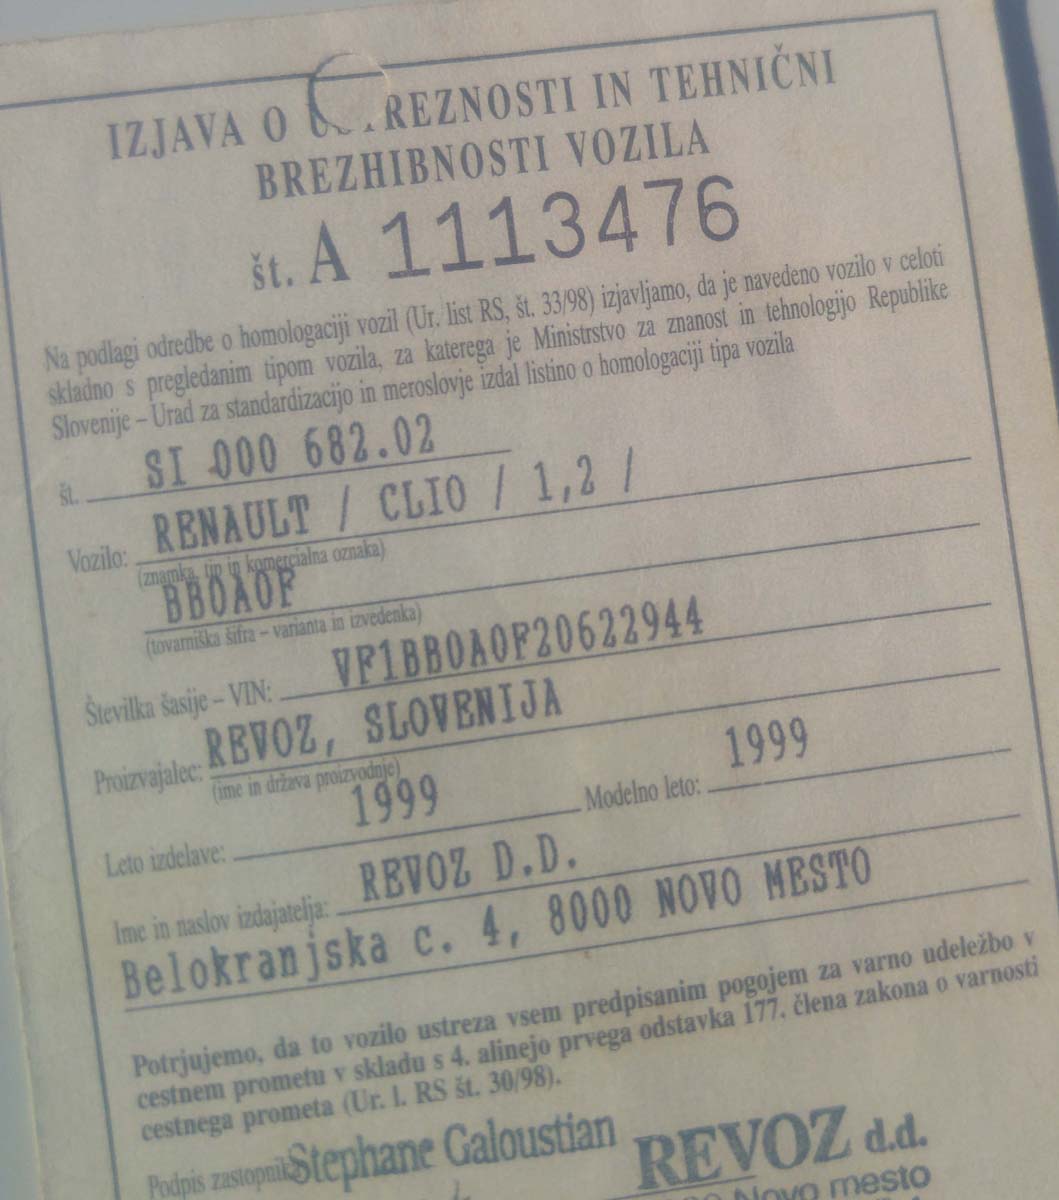 IZJAVA O USTREZNOSTI IN TEHNIČNI
BREZHIBNOSTI VOZILA
št. A 1113476
Na podlagi odredbe o homologaciji vozil (Ur. list RS, št. 33/98) izjavljamo, da je navedeno vozilo v celoti
skladno s pregledanim tipom vozila, za katerega je Ministrstvo za znanost in tehnologijo Republike
Slovenije – Urad za standardizacijo in meroslovje izdal listino o homologaciji tipa vozila
št. SI 000 682.02
Vozilo: RENAULT / CLIO / 1,2 /
(znamka, tip in komercialna oznaka)
BB0A0F
(tovarniška šifra – varianta in izvedenka)
Številka šasije – VIN: VF1BB0A0F20622944
Proizvajalec: REVOZ, SLOVENIJA
(ime in država proizvodnje)
Leto izdelave: 1999 Modelno leto: 1999
Ime in naslov izdajatelja: REVOZ D.D.
Belokranjska c. 4, 8000 NOVO MESTO
Potrjujemo, da to vozilo ustreza vsem predpisanim pogojem za varno udeležbo v
cestnem prometu v skladu s 4. alinejo prvega odstavka 177. člena zakona o varnosti
cestnega prometa (Ur. l. RS št. 30/98).
Podpis zastopnika Stephane Galoustian REVOZ d.d.
Novo mesto